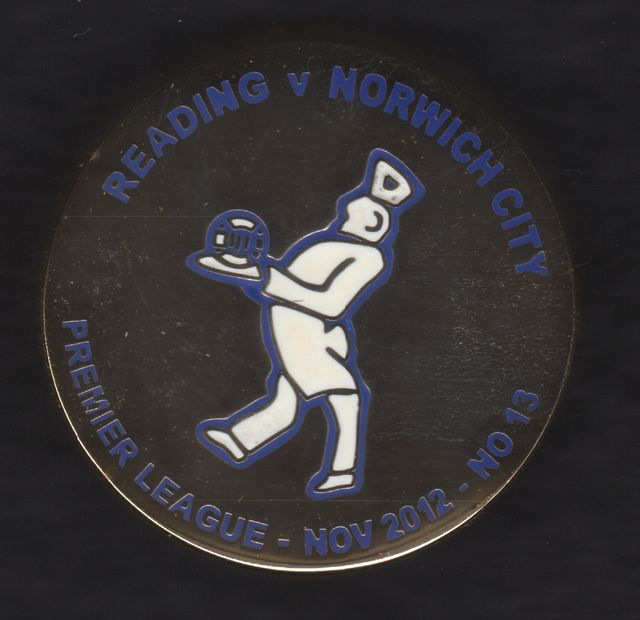 READING v NORWICH CITY
PREMIER LEAGUE - NOV 2012 - NO 13